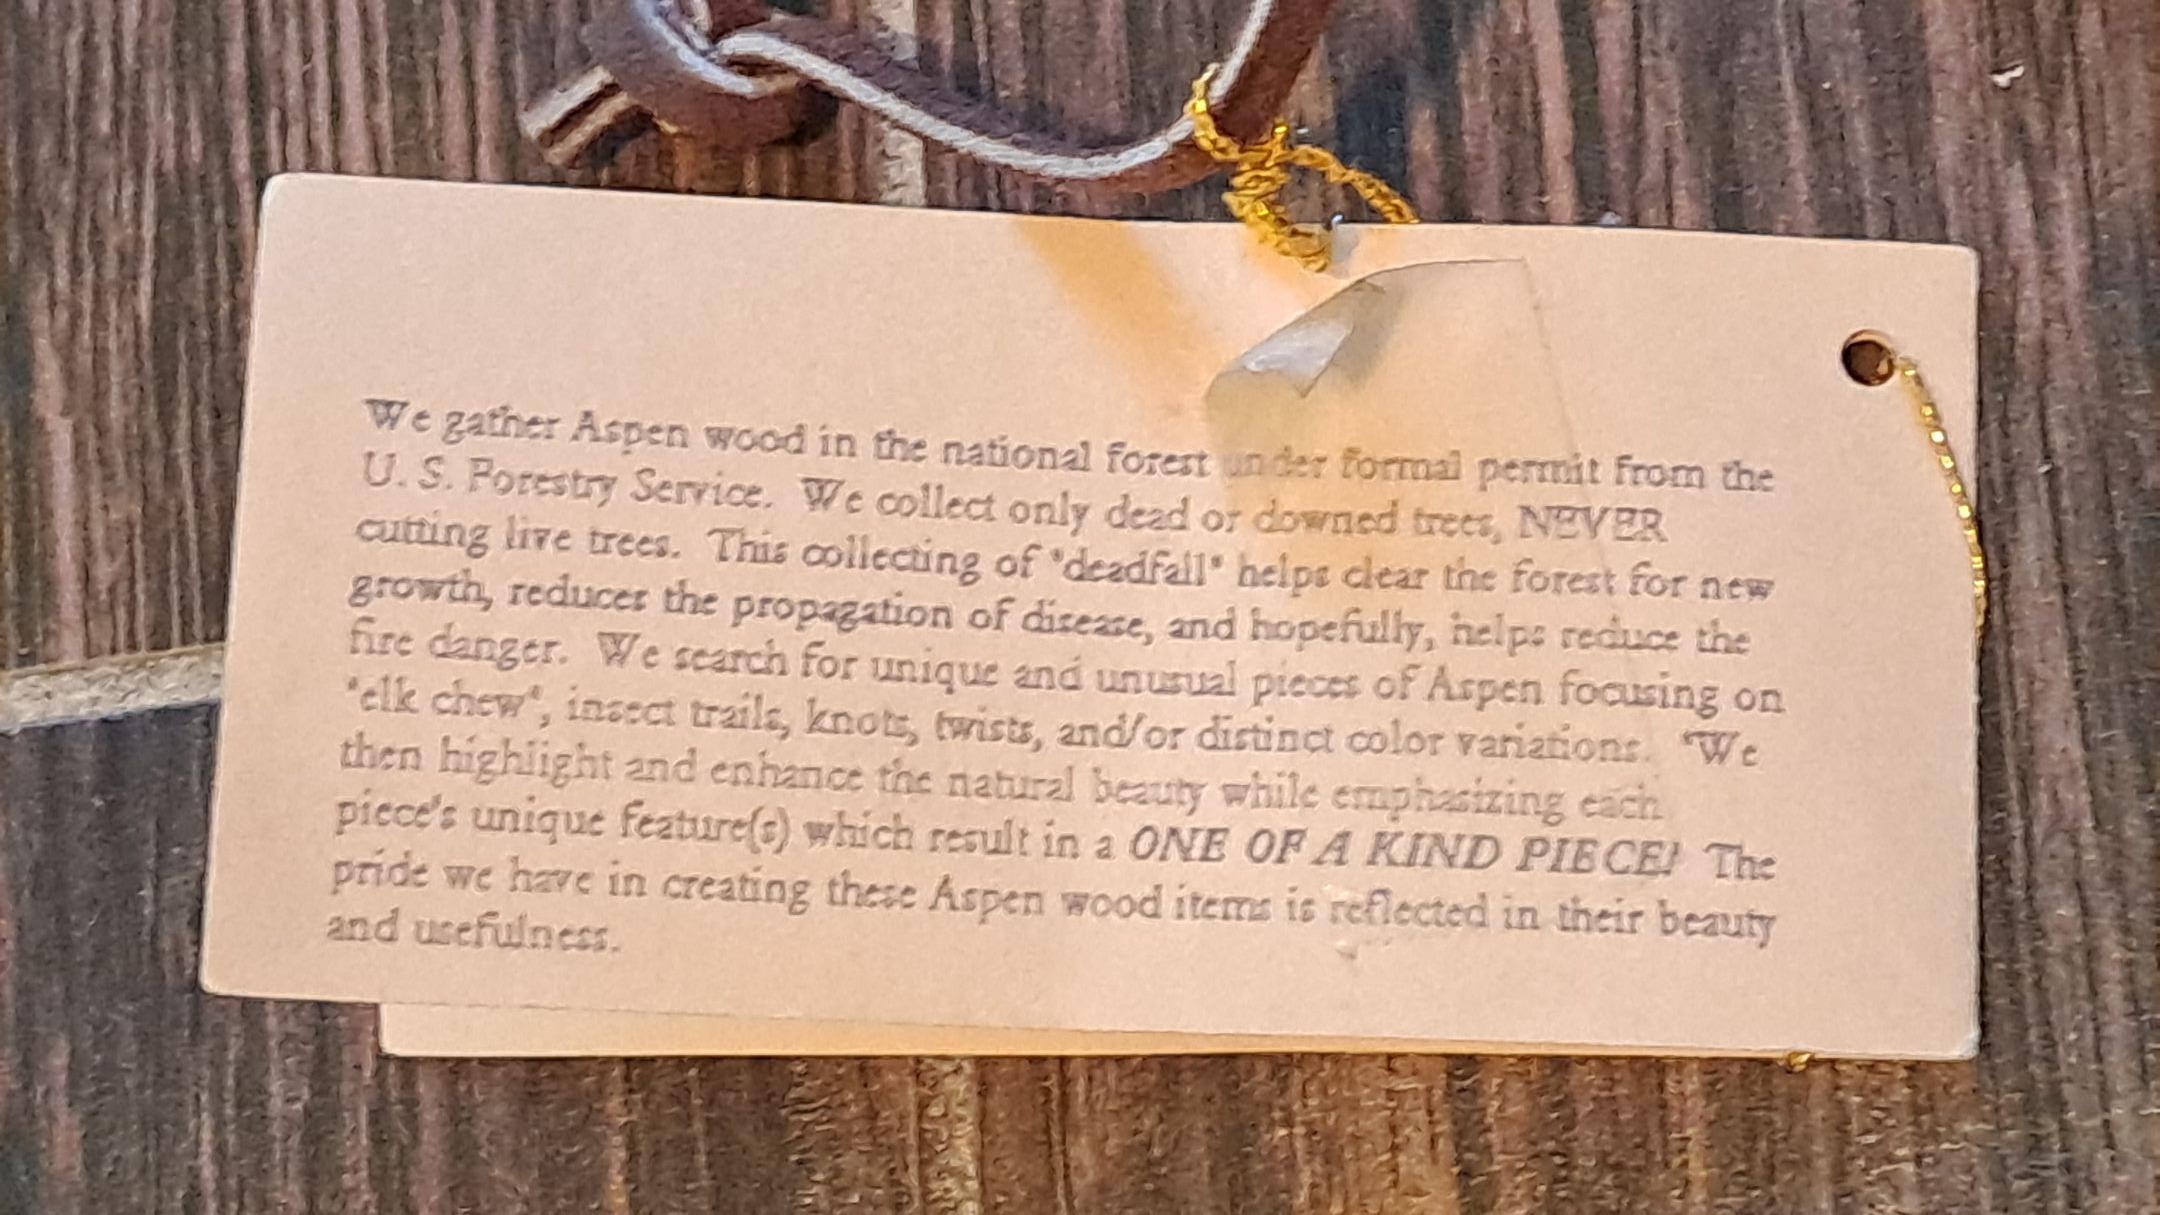 We gather Aspen wood in the national forest under formal permit from the
U. S. Forestry Service. We collect only dead or downed trees, NEVER
cutting live trees. This collecting of "deadfall" helps clear the forest for new
growth, reduces the propagation of disease, and hopefully, helps reduce the
fire danger. We search for unique and unusual pieces of Aspen focusing on
"elk chew", insect trails, knots, twists, and/or distinct color variations. We
then highlight and enhance the natural beauty while emphasizing each
piece's unique feature(s) which result in a ONE OF A KIND PIECE! The
pride we have in creating these Aspen wood items is reflected in their beauty
and usefulness.